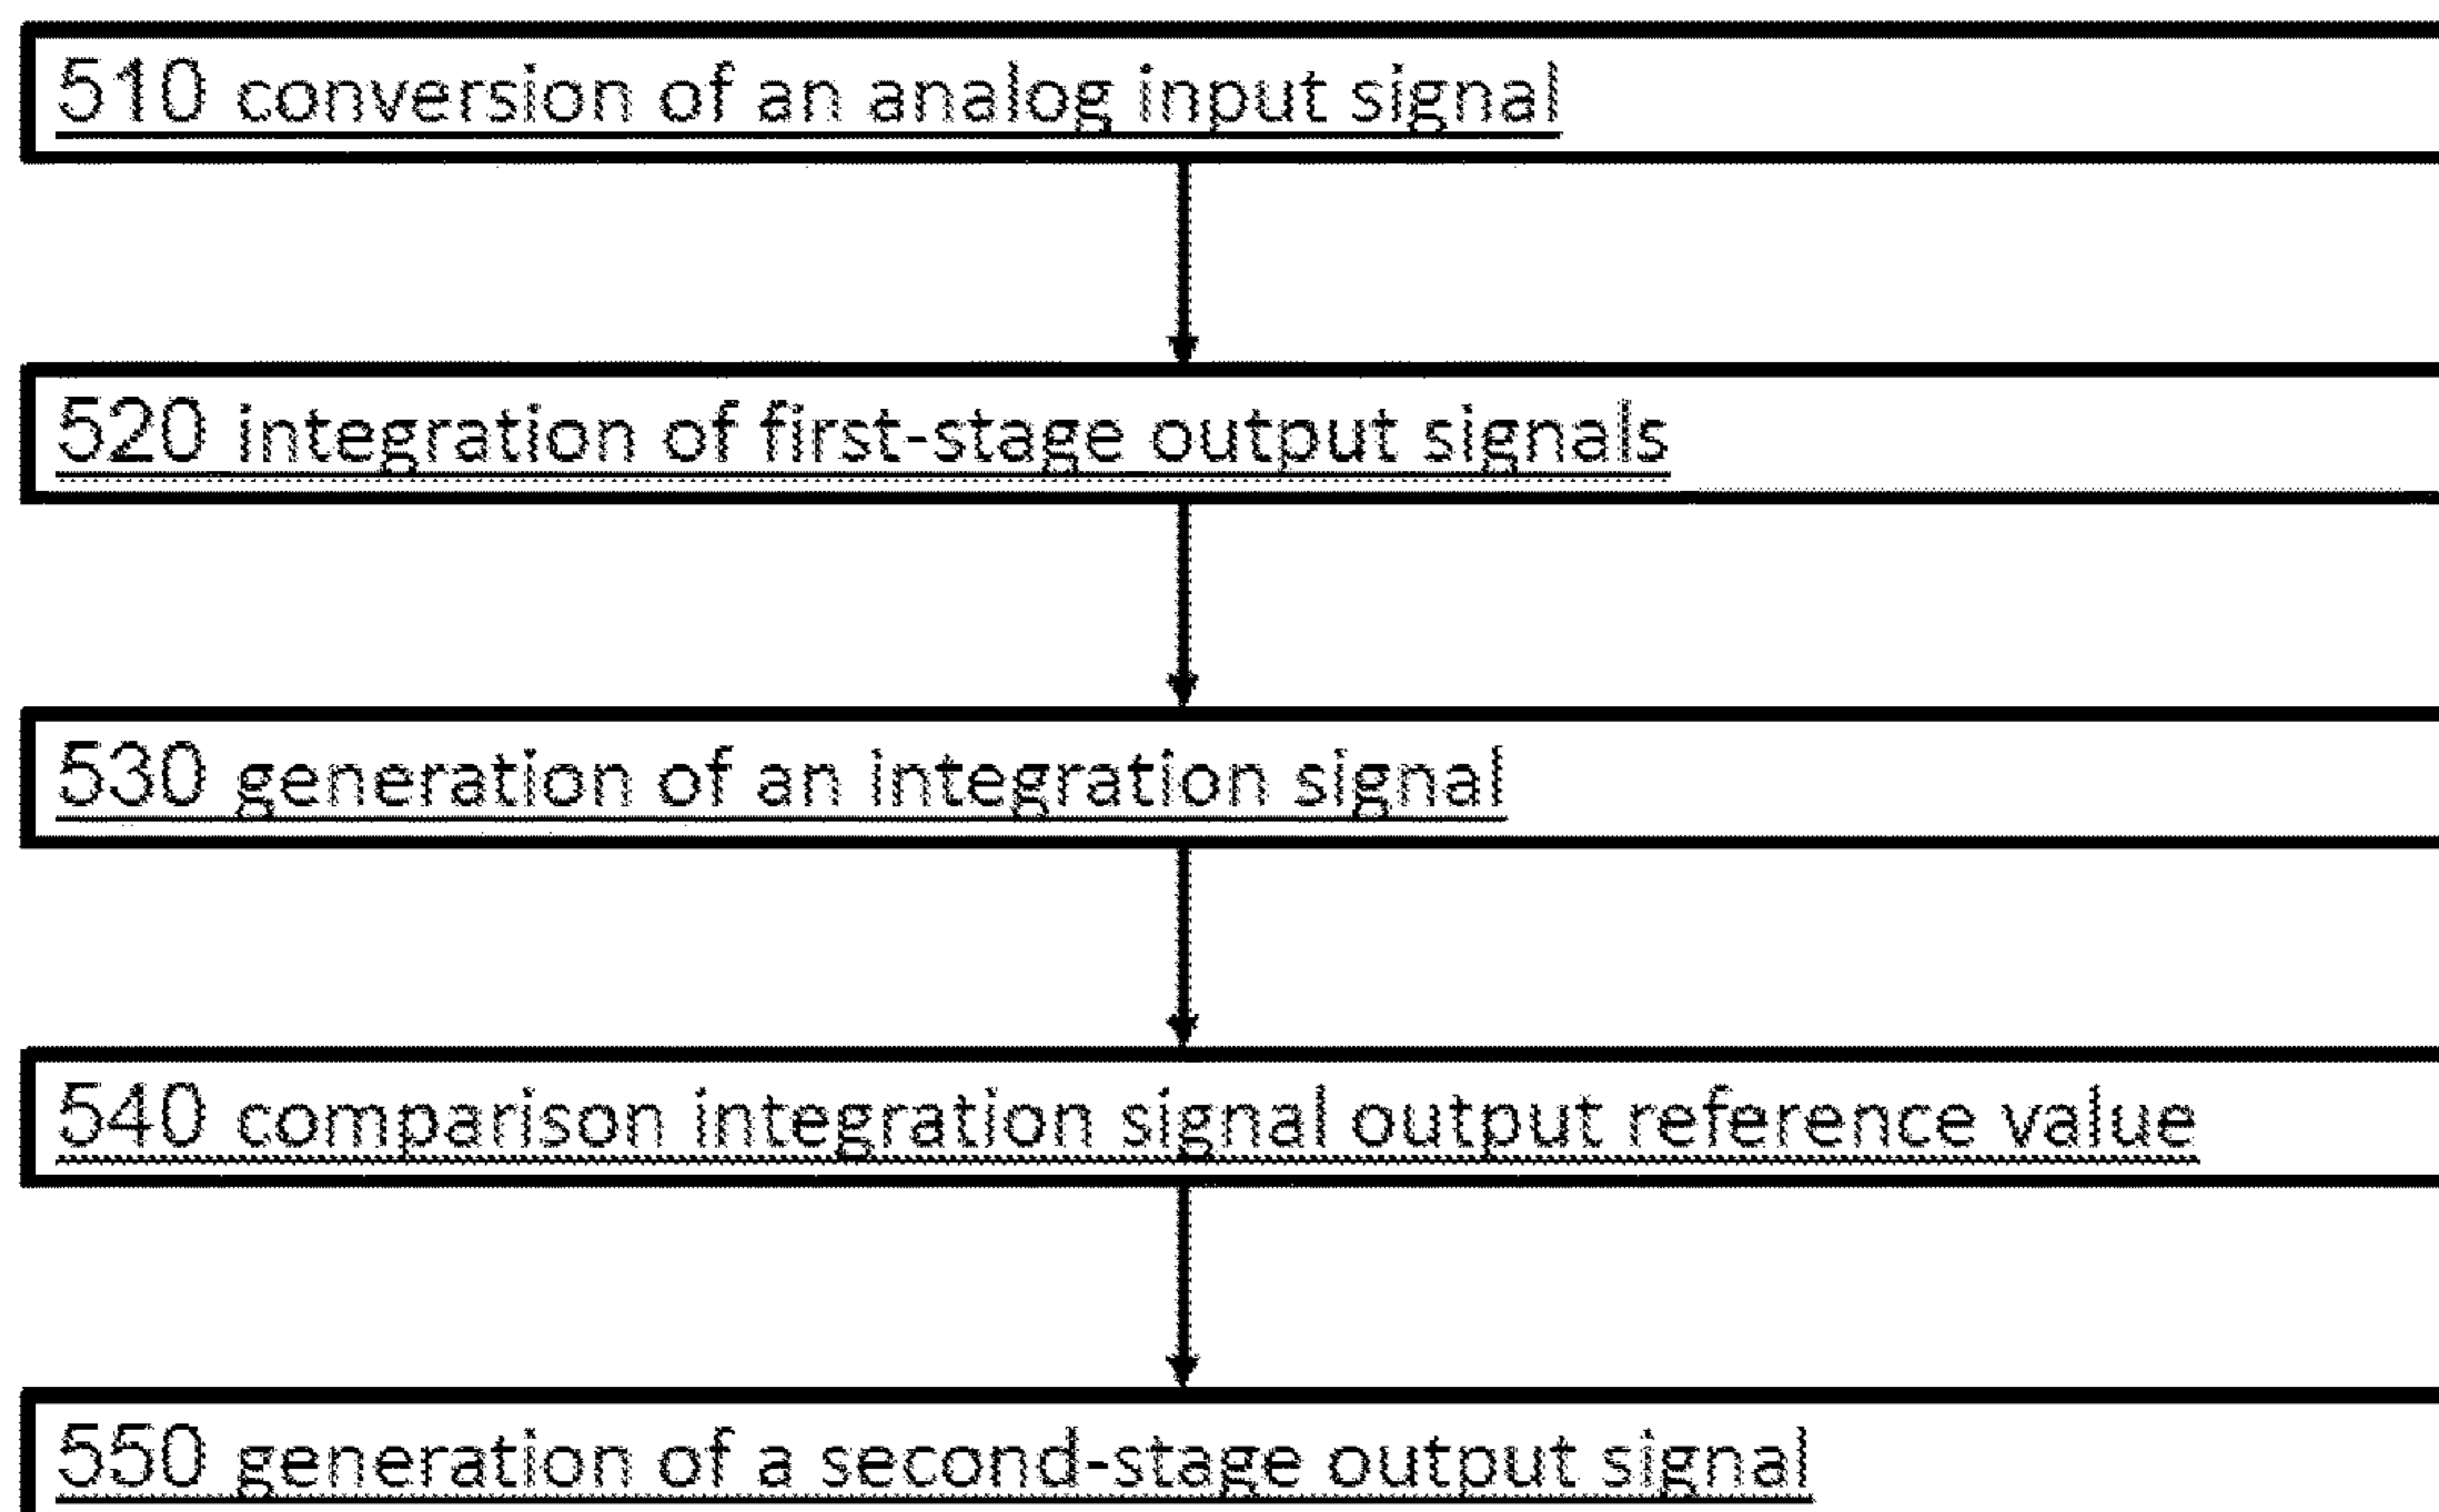 510 conversion of an analog input signal
520 integration of first-stage output signals
530 generation of an integration signal
540 comparison integration signal output reference value
550 generation of a second-stage output signal